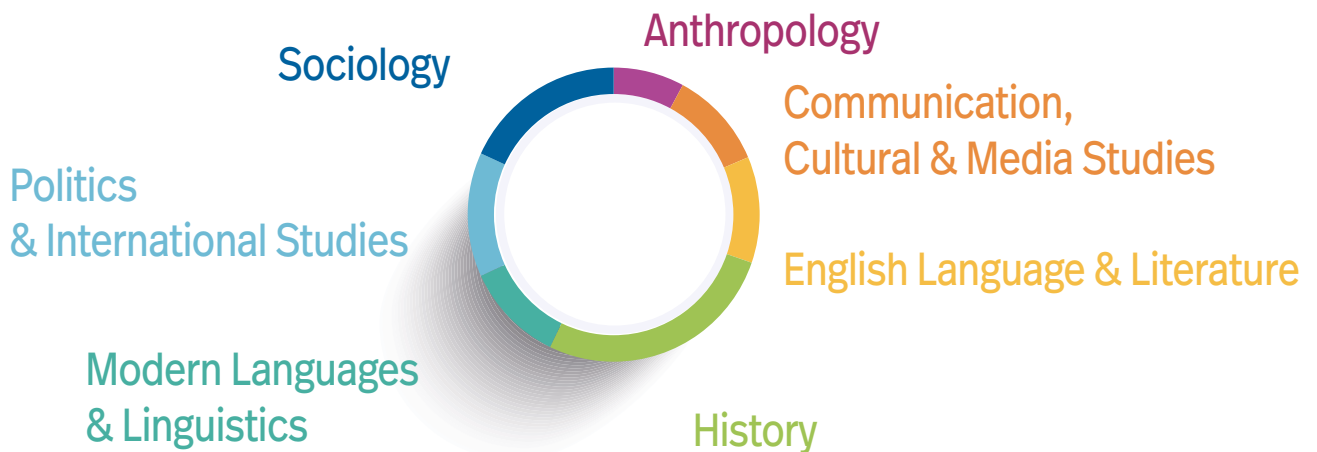 Anthropology
Sociology
Communication,
Cultural & Media Studies
Politics
& International Studies
English Language & Literature
Modern Languages
& Linguistics
History